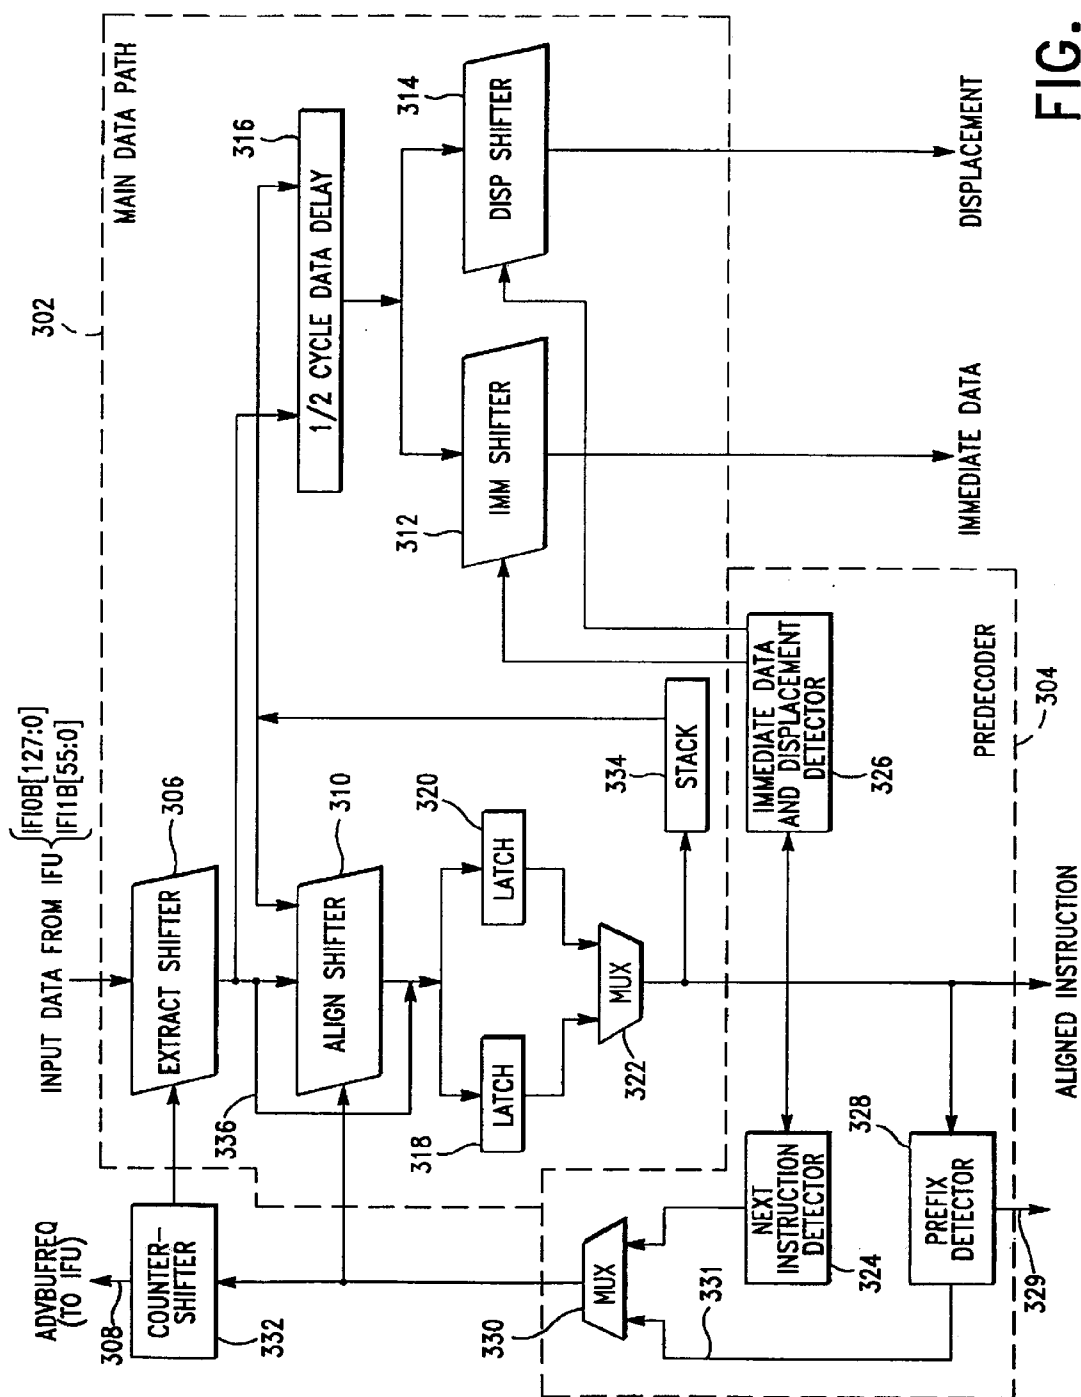 302
MAIN DATA PATH
INPUT DATA FROM IFU
IFI0B[127:0]
IFI1B[55:0]
306
EXTRACT SHIFTER
ADVBUFREQ
(TO IFU)
308
COUNTER-
SHIFTER
332
336
310
ALIGN SHIFTER
316
1/2 CYCLE DATA DELAY
318
LATCH
320
LATCH
322
MUX
312
IMM SHIFTER
314
DISP SHIFTER
334
STACK
330
MUX
331
NEXT
INSTRUCTION
DETECTOR
324
IMMEDIATE DATA
AND DISPLACEMENT
DETECTOR
326
328
PREFIX
DETECTOR
329
PREDECODER
304
ALIGNED INSTRUCTION
IMMEDIATE DATA
DISPLACEMENT
FIG.